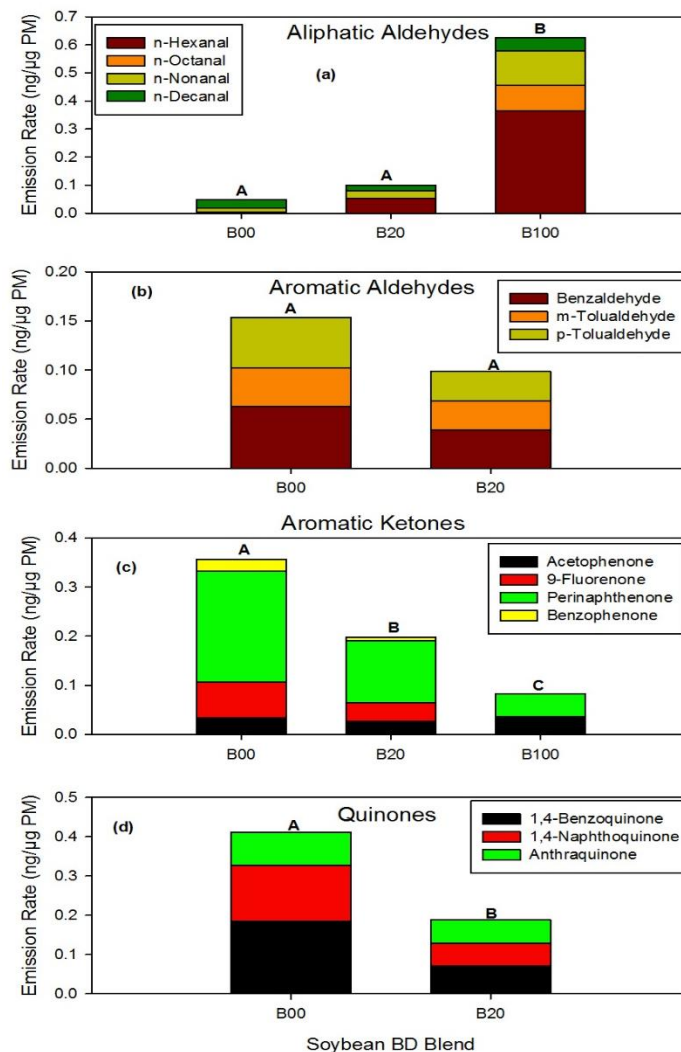 Aliphatic Aldehydes
n-Hexanal
n-Octanal
n-Nonanal
n-Decanal
(a)
Emission Rate (ng/µg PM)
0.7
0.6
0.5
0.4
0.3
0.2
0.1
0.0
A
A
B
B00
B20
B100
(b)
Aromatic Aldehydes
Benzaldehyde
m-Tolualdehyde
p-Tolualdehyde
Emission Rate (ng/µg PM)
0.20
0.15
0.10
0.05
0.00
A
A
B00
B20
Aromatic Ketones
(c)
Acetophenone
9-Fluorenone
Perinaphthenone
Benzophenone
Emission Rate (ng/µg PM)
0.4
0.3
0.2
0.1
0.0
A
B
C
B00
B20
B100
(d)
Quinones
1,4-Benzoquinone
1,4-Naphthoquinone
Anthraquinone
Emission Rate (ng/µg PM)
0.5
0.4
0.3
0.2
0.1
0.0
A
B
B00
B20
Soybean BD Blend